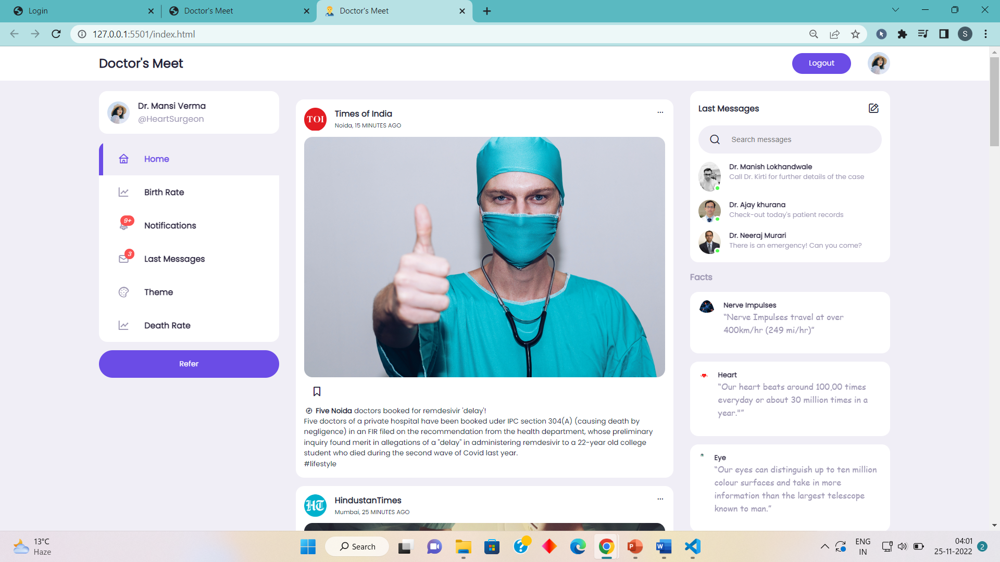 Login
Doctor's Meet
Doctor's Meet
127.0.0.1:5501/index.html
S
Doctor's Meet
Logout
Dr. Mansi Verma
@HeartSurgeon
Home
Birth Rate
9+
Notifications
3
Last Messages
Theme
Death Rate
Refer
TOI
Times of India
Noida, 15 MINUTES AGO
...
Five Noida doctors booked for remdesivir 'delay'!
Five doctors of a private hospital have been booked uder IPC section 304(A) (causing death by
negligence) in an FIR filed on the recommendation from the health department, whose preliminary
inquiry found merit in allegations of a "delay" in administering remdesivir to a 22-year old college
student who died during the second wave of Covid last year.
#lifestyle
HT
HindustanTimes
Mumbai, 25 MINUTES AGO
...
Last Messages
Search messages
Dr. Manish Lokhandwale
Call Dr. Kirti for further details of the case
Dr. Ajay khurana
Check-out today's patient records
Dr. Neeraj Murari
There is an emergency! Can you come?
Facts
Nerve Impulses
“Nerve Impulses travel at over
400km/hr (249 mi/hr)”
Heart
“Our heart beats around 100,00 times
everyday or about 30 million times in a
year."”
Eye
“Our eyes can distinguish up to ten million
colour surfaces and take in more
information than the largest telescope
known to man.”
13°C
Haze
Search
ENG
IN
04:01
25-11-2022
2